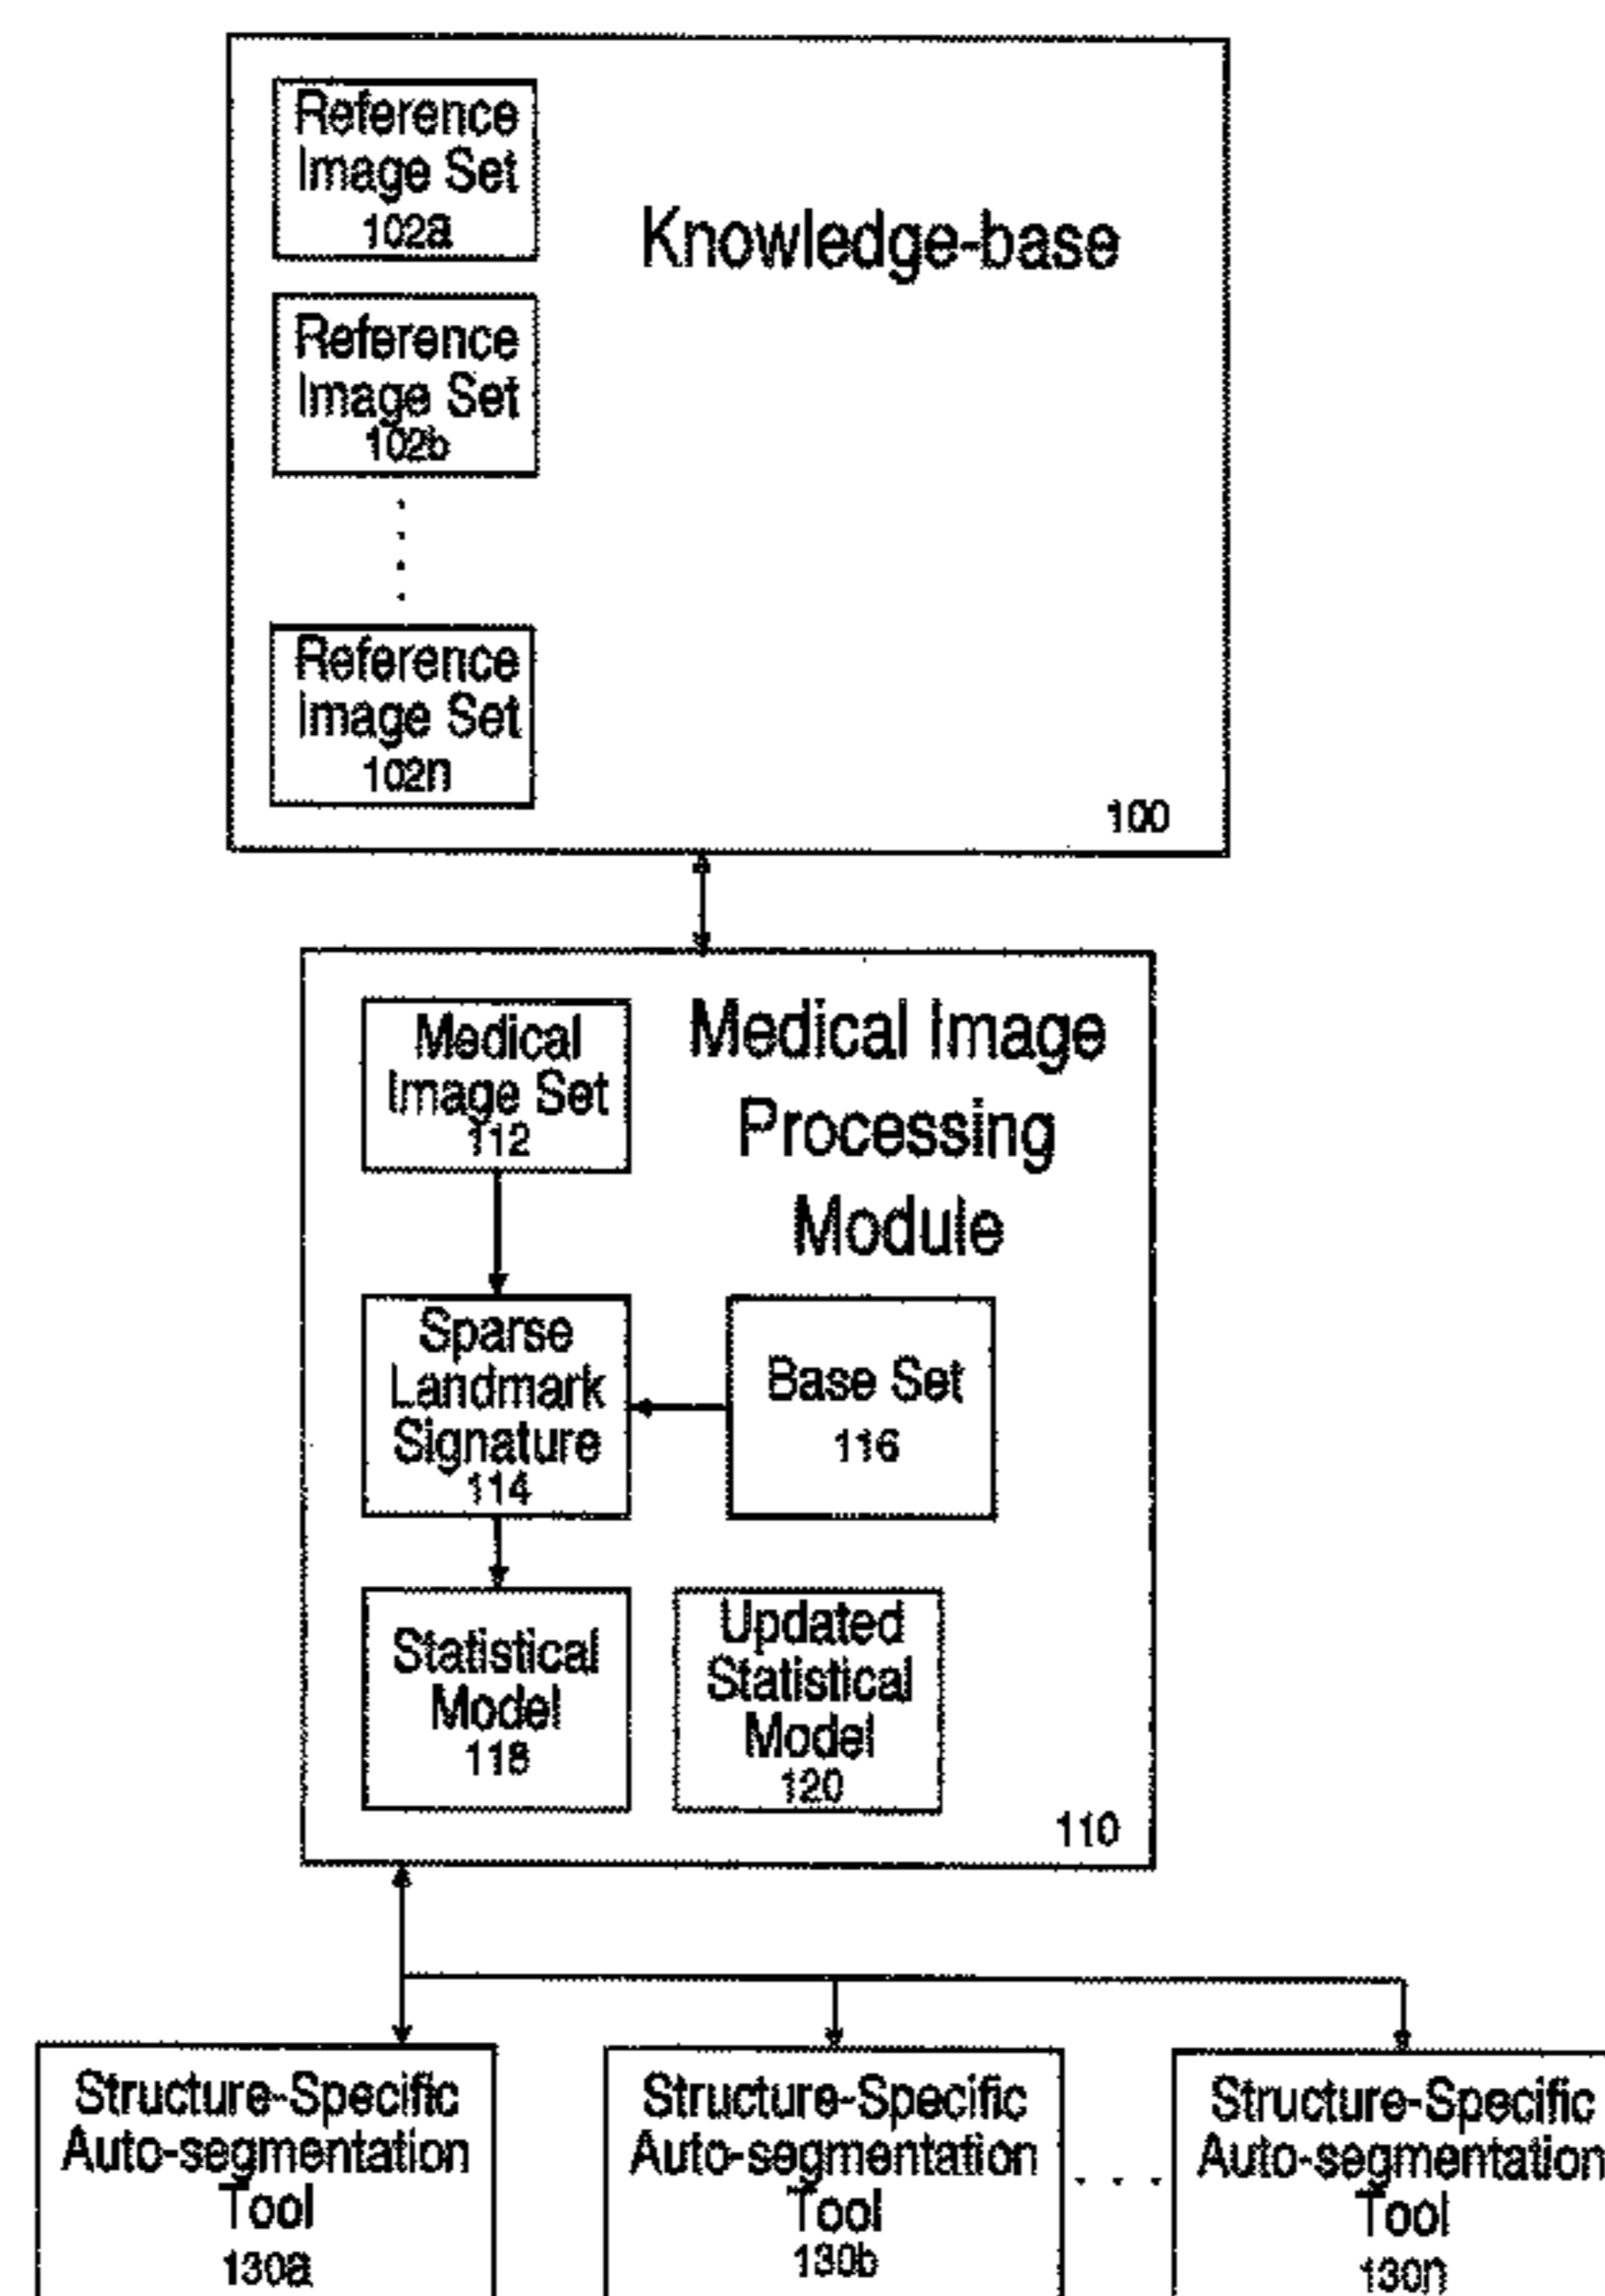 Reference
Image Set
102a
Knowledge-base
Reference
Image Set
102b
Reference
Image Set
102n
100
Medical
Image Set
112
Medical Image
Processing
Module
Sparse
Landmark
Signature
114
Base Set
116
Statistical
Model
118
Updated
Statistical
Model
120
110
Structure-Specific
Auto-segmentation
Tool
130a
Structure-Specific
Auto-segmentation
Tool
130b
Structure-Specific
Auto-segmentation
Tool
130n